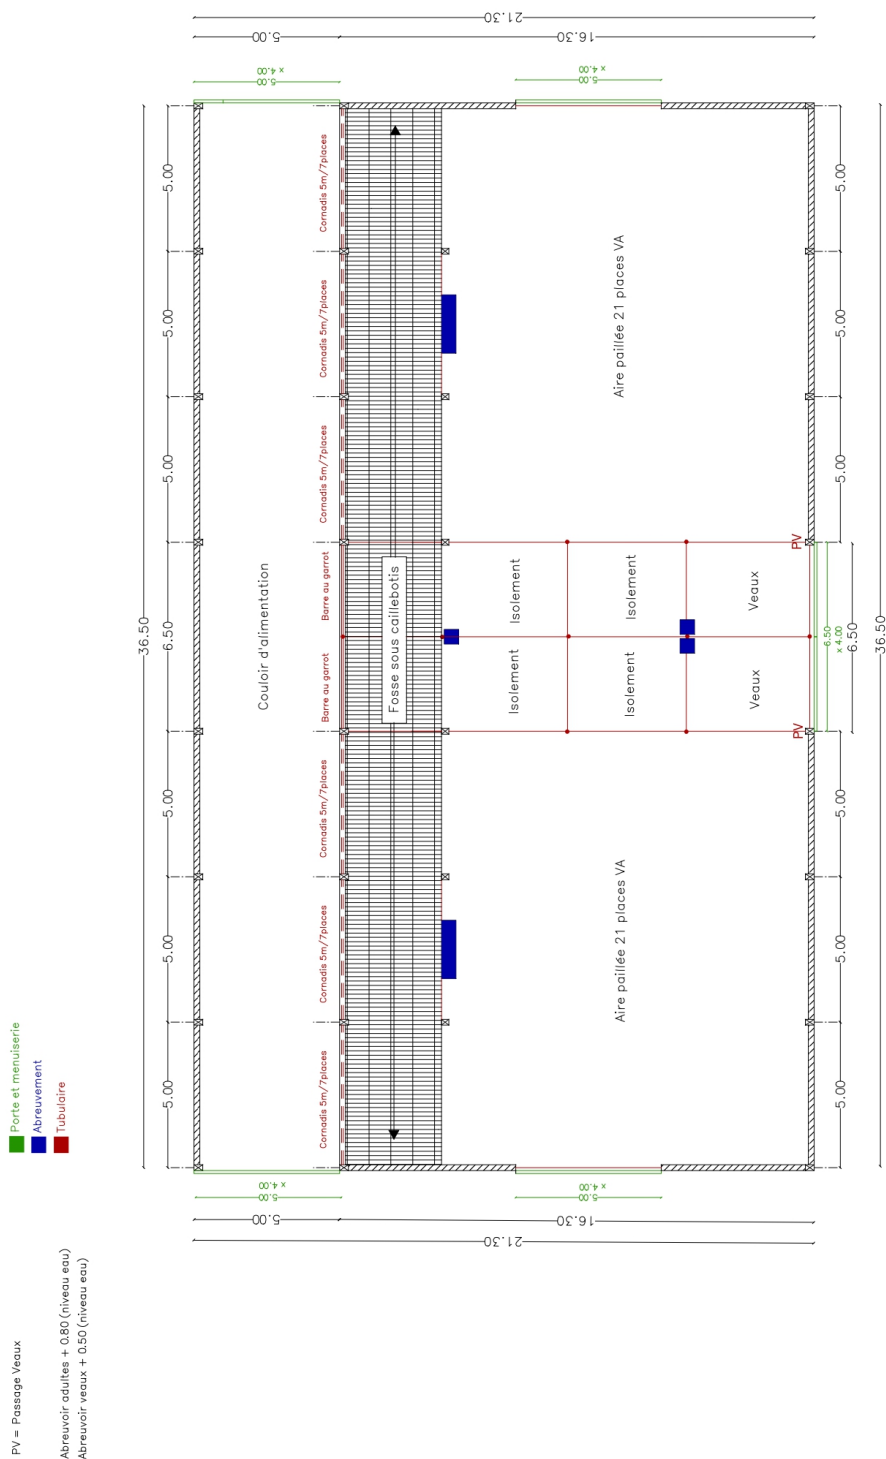 21.30
5.00
16.30
5.00
x 4.00
5.00
x 4.00
36.50
5.00
5.00
5.00
6.50
5.00
5.00
5.00
Cornadis 5m/7places
Cornadis 5m/7places
Cornadis 5m/7places
Barre au garrot
Barre au garrot
Cornadis 5m/7places
Cornadis 5m/7places
Cornadis 5m/7places
Couloir d'alimentation
Fosse sous caillebotis
Aire paillée 21 places VA
Isolement
Isolement
Veaux
Isolement
Isolement
Veaux
PV
PV
Aire paillée 21 places VA
5.00
5.00
5.00
6.50
x 4.00
6.50
5.00
5.00
5.00
36.50
5.00
x 4.00
5.00
x 4.00
5.00
16.30
21.30
Porte et menuiserie
Abreuvement
Tubulaire
PV = Passage Veaux
Abreuvoir adultes + 0.80 (niveau eau)
Abreuvoir veaux + 0.50 (niveau eau)